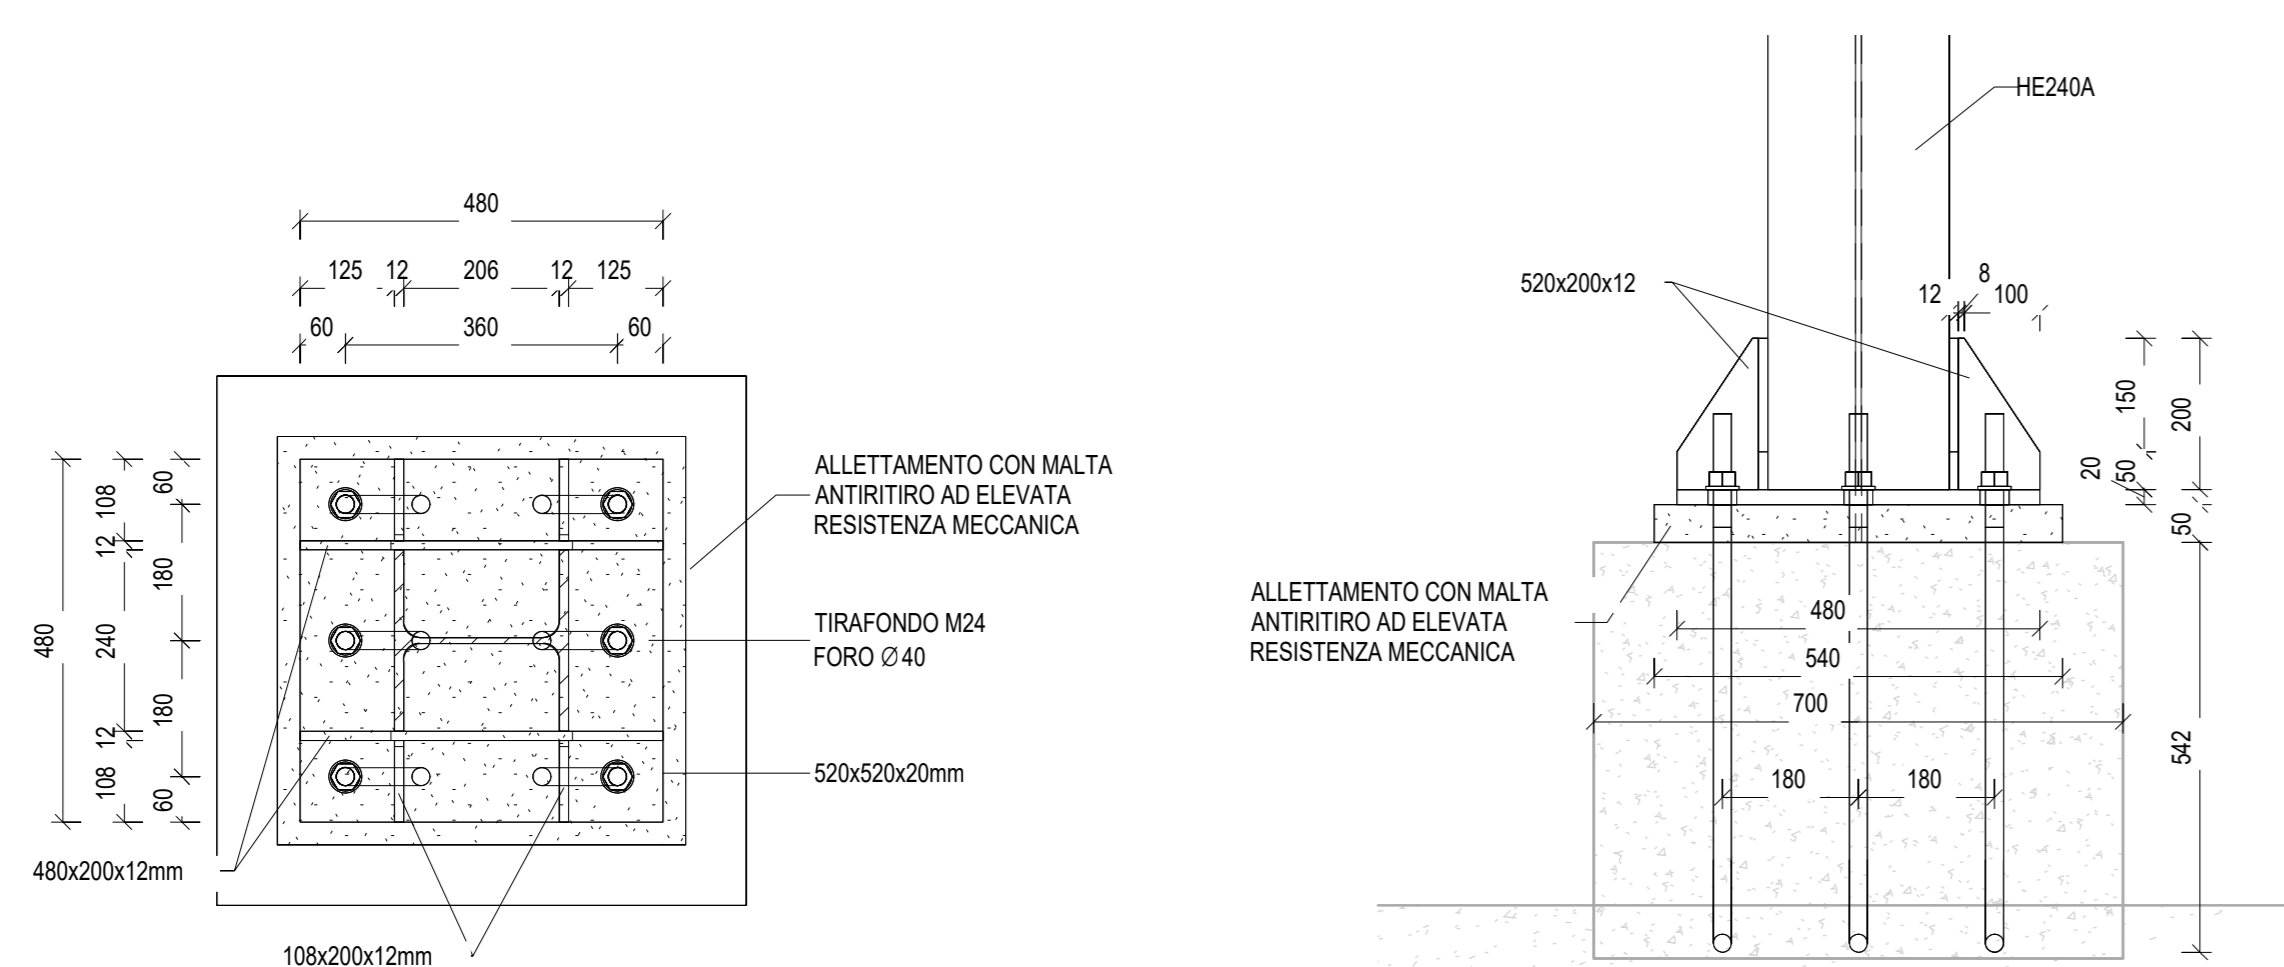 480
125 12 206 12 125
60 360 60
480
108
12
240
12
108
60
180
180
60
ALLETTAMENTO CON MALTA
ANTIRITIRO AD ELEVATA
RESISTENZA MECCANICA
TIRAFONDO M24
FORO Ø40
520x520x20mm
480x200x12mm
108x200x12mm
HE240A
520x200x12
12 8 100
150
50
20
200
50
542
ALLETTAMENTO CON MALTA
ANTIRITIRO AD ELEVATA
RESISTENZA MECCANICA
480
540
700
180 180